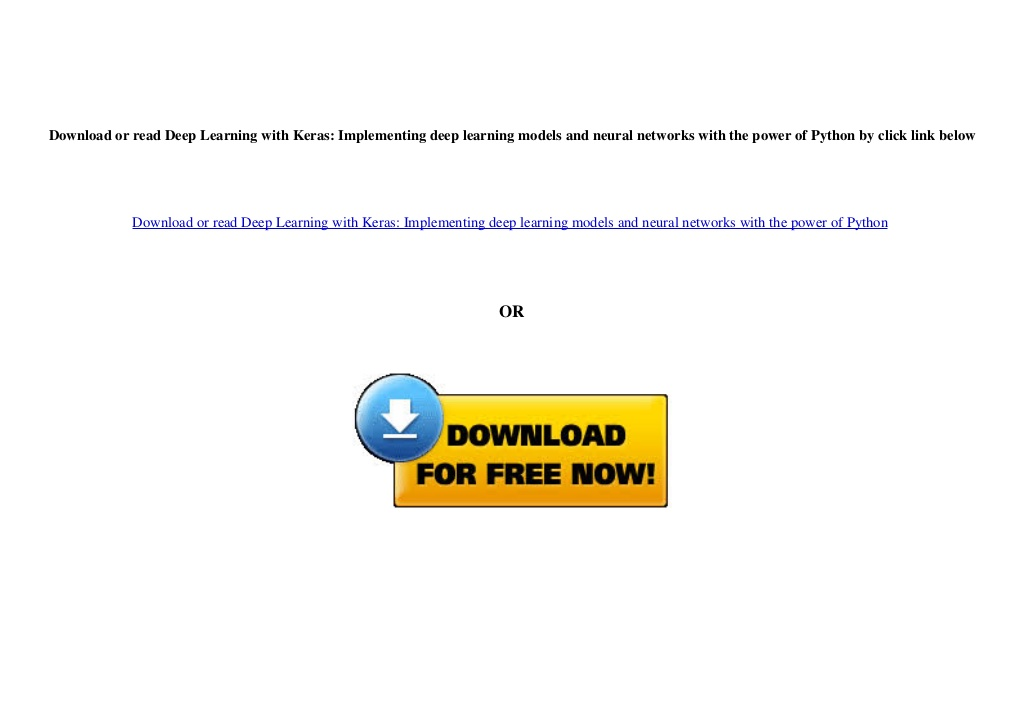 Download or read Deep Learning with Keras: Implementing deep learning models and neural networks with the power of Python by click link below
Download or read Deep Learning with Keras: Implementing deep learning models and neural networks with the power of Python
OR
DOWNLOAD
FOR FREE NOW!